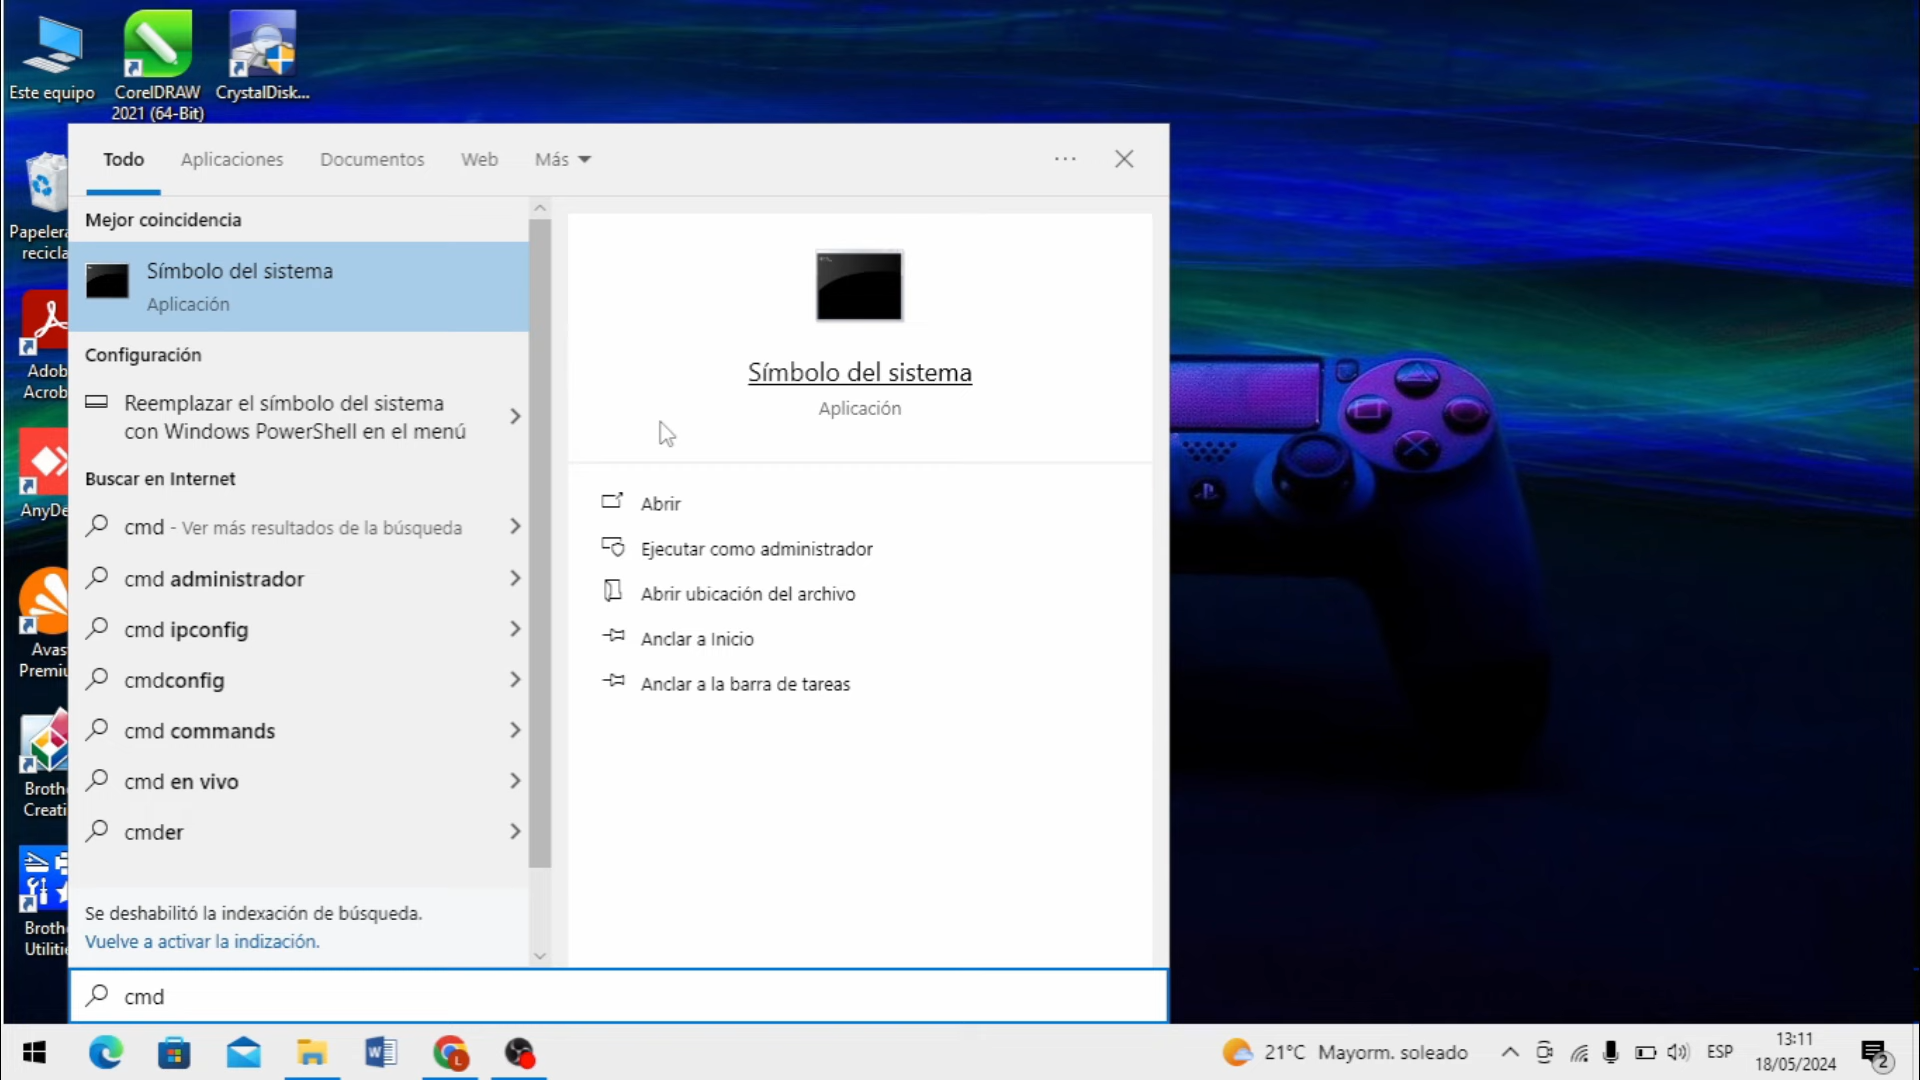 Este equipo
CorelDRAW
2021 (64-Bit)
CrystalDisk...
Todo
Aplicaciones
Documentos
Web
Más
Papelera
recicla
Adob
Acrob
AnyDe
Avas
Premiu
Broth
Creati
Broth
Utilitie
Mejor coincidencia
Símbolo del sistema
Aplicación
Configuración
Reemplazar el símbolo del sistema
con Windows PowerShell en el menú
Buscar en Internet
cmd - Ver más resultados de la búsqueda
cmd administrador
cmd ipconfig
cmdconfig
cmd commands
cmd en vivo
cmder
Se deshabilitó la indexación de búsqueda.
Vuelve a activar la indización.
Símbolo del sistema
Aplicación
Abrir
Ejecutar como administrador
Abrir ubicación del archivo
Anclar a Inicio
Anclar a la barra de tareas
cmd
21°C Mayorm. soleado
ESP
13:11
18/05/2024
2